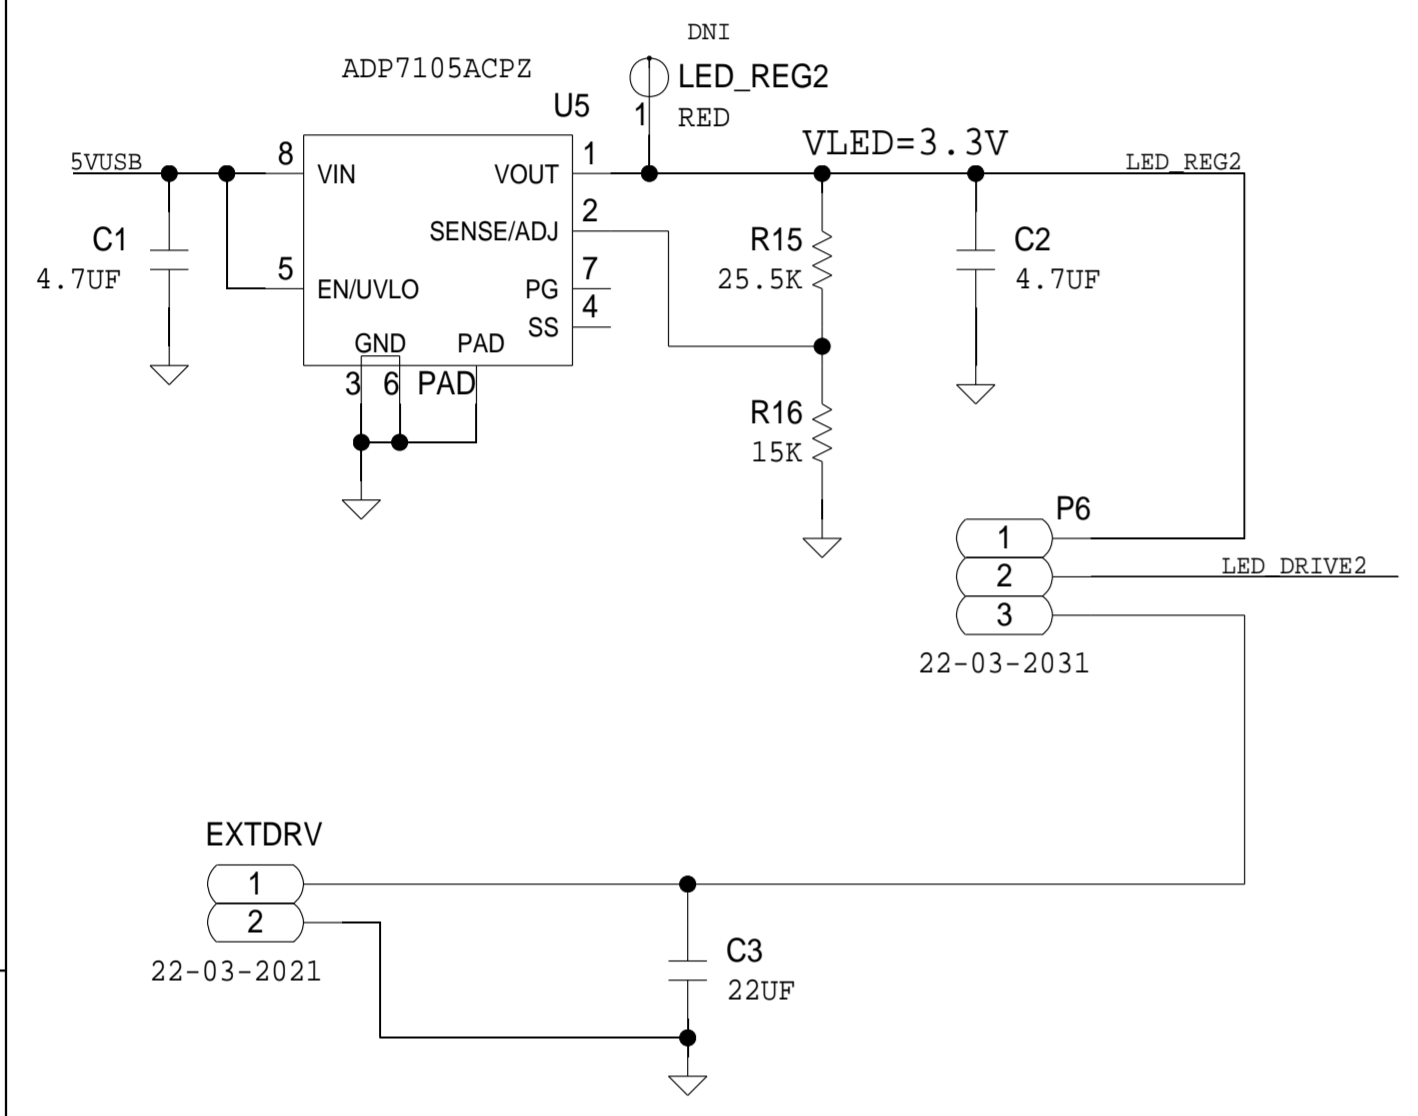 DNI
ADP7105ACPZ
LED_REG2
U5
1
RED
VLED=3.3V
5VUSB
8
VIN
VOUT
1
LED_REG2
2
SENSE/ADJ
C1
4.7UF
R15
25.5K
C2
4.7UF
5
EN/UVLO
PG
7
SS
4
GND
PAD
3
6
PAD
R16
15K
P6
1
2
3
LED_DRIVE2
22-03-2031
EXTDRV
1
2
22-03-2021
C3
22UF